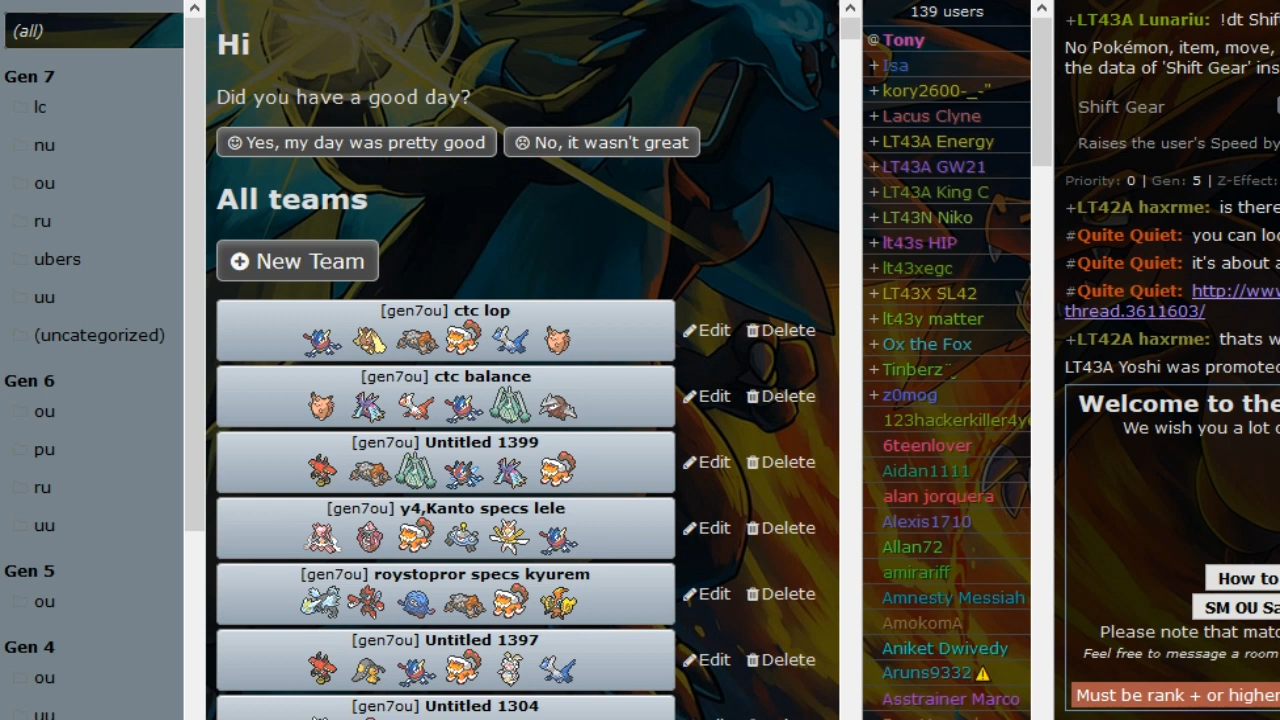 (all)
Gen 7
lc
nu
ou
ru
ubers
uu
(uncategorized)
Gen 6
ou
pu
ru
uu
Gen 5
ou
Gen 4
ou
uu
Hi
Did you have a good day?
Yes, my day was pretty good
No, it wasn't great
All teams
New Team
[gen7ou] ctc lop
Edit Delete
[gen7ou] ctc balance
Edit Delete
[gen7ou] Untitled 1399
Edit Delete
[gen7ou] y4,Kanto specs lele
Edit Delete
[gen7ou] roystopror specs kyurem
Edit Delete
[gen7ou] Untitled 1397
Edit Delete
[gen7ou] Untitled 1304
139 users
@Tony
+Isa
+kory2600-_-"
+Lacus Clyne
+LT43A Energy
+LT43A GW21
+LT43A King C
+LT43N Niko
+lt43s HIP
+lt43xegc
+LT43X SL42
+lt43y matter
+Ox the Fox
+Tinberz
+z0mog
123hackerkiller4y
6teenlover
Aidan1111
alan jorquera
Alexis1710
Allan72
amirariff
Amnesty Messiah
AmokomA
Aniket Dwivedy
Aruns9332
Asstrainer Marco
+LT43A Lunariu: !dt Shif
No Pokémon, item, move,
the data of 'Shift Gear' ins
Shift Gear
Raises the user's Speed by
Priority: 0 | Gen: 5 | Z-Effect:
+LT42A haxrme: is there
#Quite Quiet: you can loo
#Quite Quiet: it's about a
#Quite Quiet: http://www
thread.3611603/
+LT42A haxrme: thats w
LT43A Yoshi was promoted
Welcome to the
We wish you a lot o
How to
SM OU Sa
Please note that matc
Feel free to message a room
Must be rank + or higher